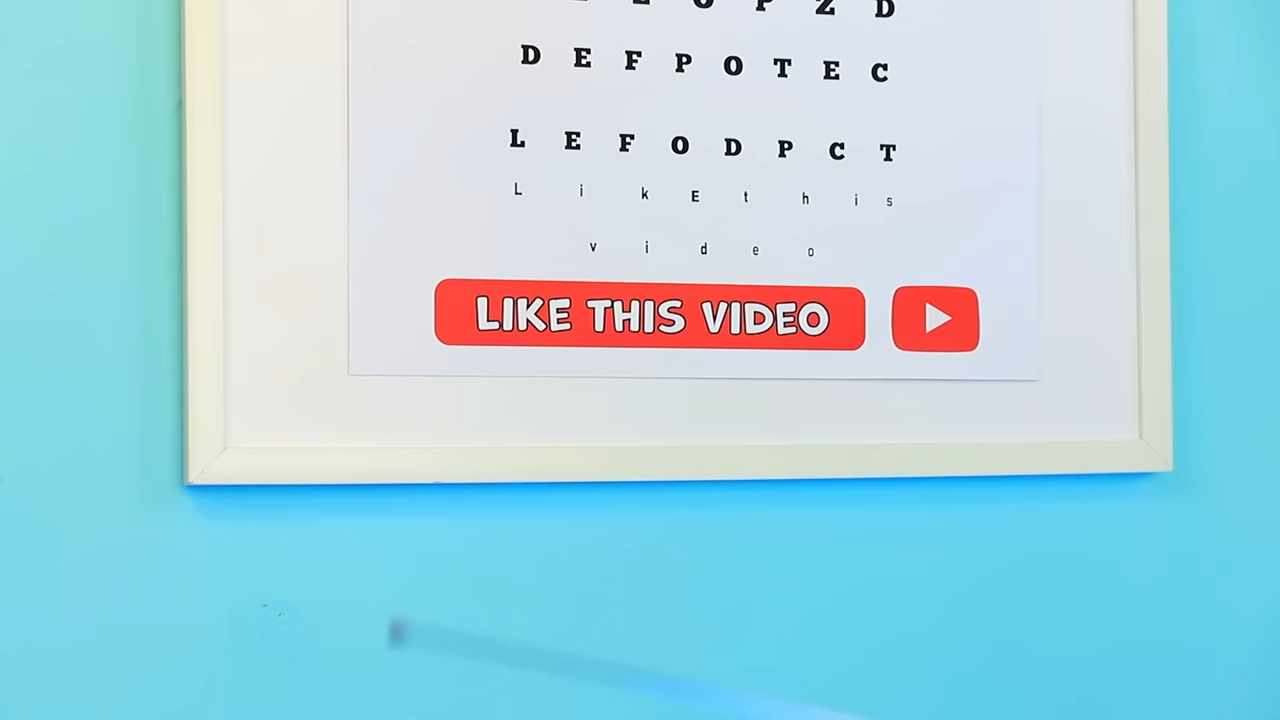 O P Z D
D E F P O T E C
L E F O D P C T
L i k E t h i s
v i d e o
LIKE THIS VIDEO